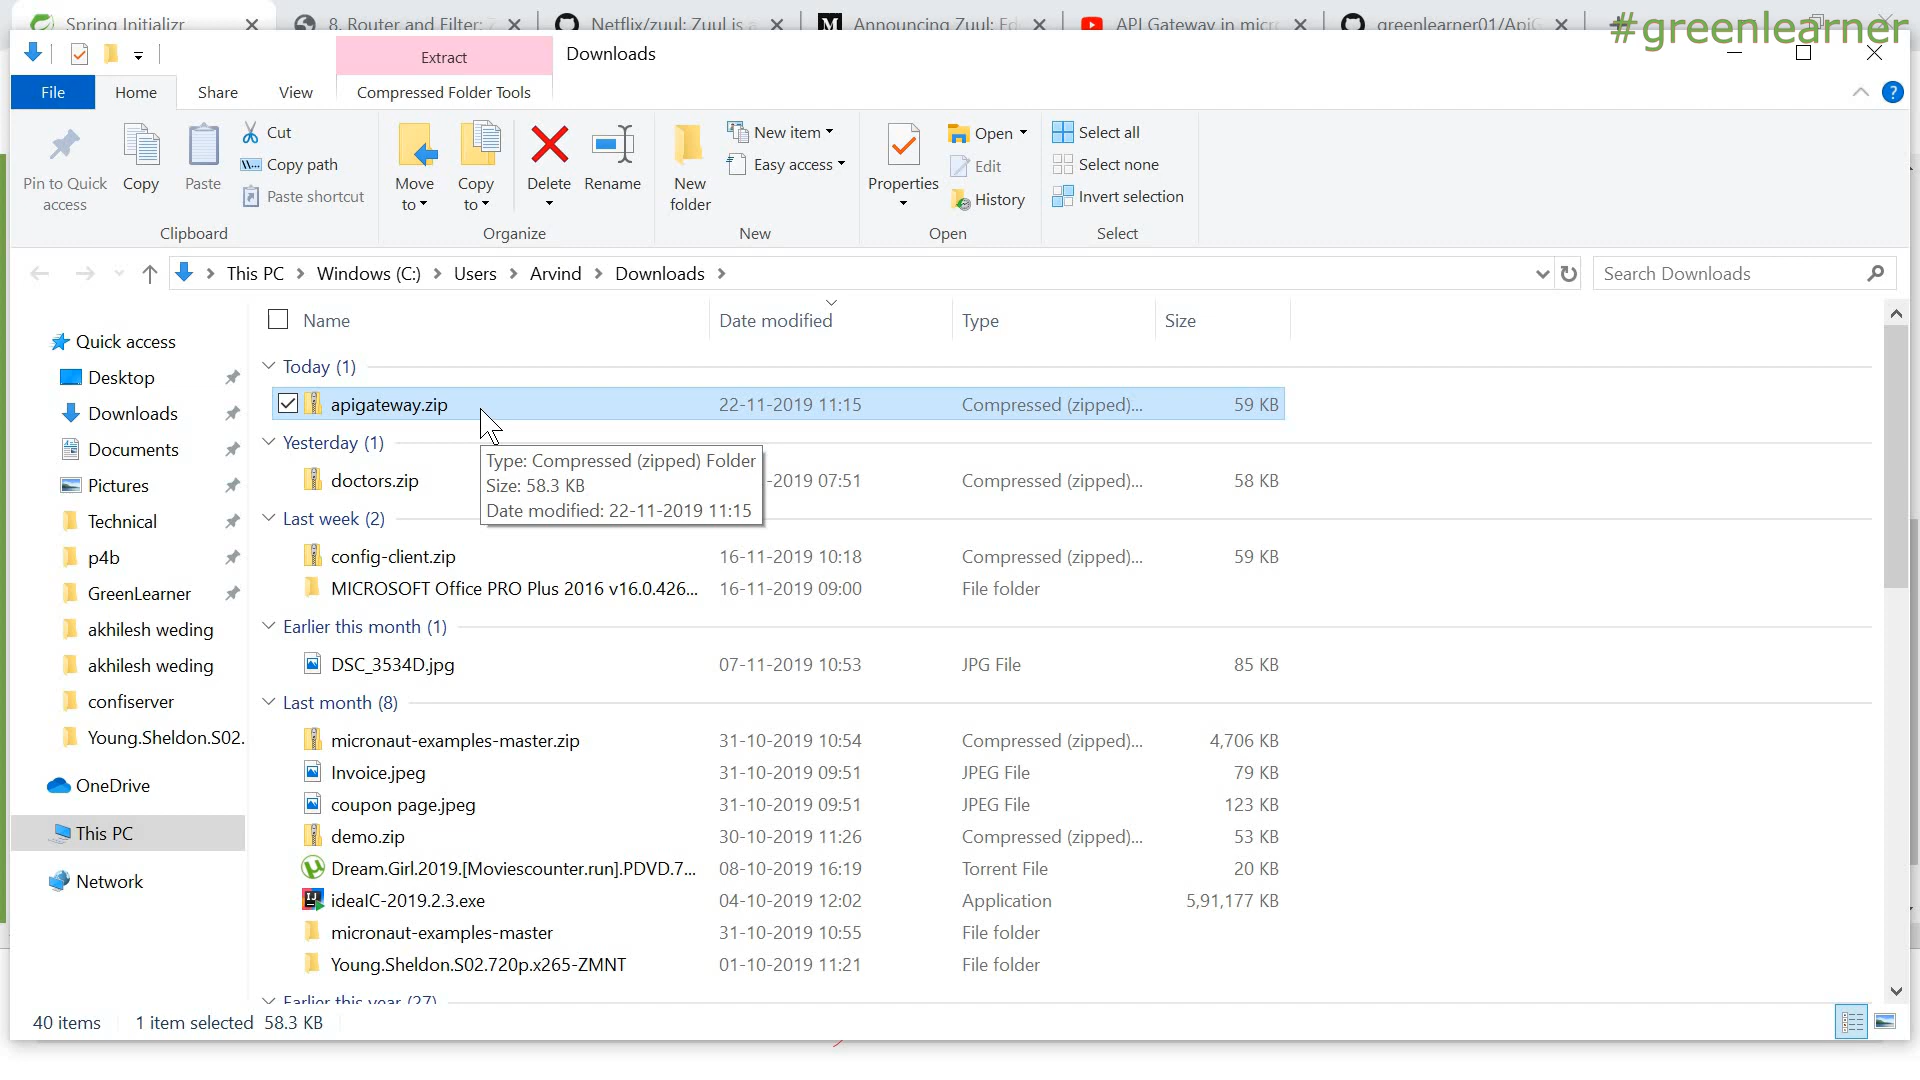 Spring Initializr
8. Router and Filter: Z
Netflix/zuul: Zuul is a
Announcing Zuul: Ed
API Gateway in micr
greenlearner01/ApiG
#greenlearner
Extract
Downloads
File
Home
Share
View
Compressed Folder Tools
Pin to Quick access
Copy
Paste
Cut
Copy path
Paste shortcut
Clipboard
Move to
Copy to
Delete
Rename
Organize
New folder
New item
Easy access
New
Properties
Open
Edit
History
Open
Select all
Select none
Invert selection
Select
This PC
Windows (C:)
Users
Arvind
Downloads
Search Downloads
Quick access
Desktop
Downloads
Documents
Pictures
Technical
p4b
GreenLearner
akhilesh weding
akhilesh weding
confiserver
Young.Sheldon.S02.
OneDrive
This PC
Network
Name Date modified Type Size
Today (1)
apigateway.zip 22-11-2019 11:15 Compressed (zipped)... 59 KB
Yesterday (1)
doctors.zip -2019 07:51 Compressed (zipped)... 58 KB
Type: Compressed (zipped) Folder
Size: 58.3 KB
Date modified: 22-11-2019 11:15
Last week (2)
config-client.zip 16-11-2019 10:18 Compressed (zipped)... 59 KB
MICROSOFT Office PRO Plus 2016 v16.0.426... 16-11-2019 09:00 File folder
Earlier this month (1)
DSC_3534D.jpg 07-11-2019 10:53 JPG File 85 KB
Last month (8)
micronaut-examples-master.zip 31-10-2019 10:54 Compressed (zipped)... 4,706 KB
Invoice.jpeg 31-10-2019 09:51 JPEG File 79 KB
coupon page.jpeg 31-10-2019 09:51 JPEG File 123 KB
demo.zip 30-10-2019 11:26 Compressed (zipped)... 53 KB
Dream.Girl.2019.[Moviescounter.run].PDVD.7... 08-10-2019 16:19 Torrent File 20 KB
ideaIC-2019.2.3.exe 04-10-2019 12:02 Application 5,91,177 KB
micronaut-examples-master 31-10-2019 10:55 File folder
Young.Sheldon.S02.720p.x265-ZMNT 01-10-2019 11:21 File folder
Earlier this year (27)
40 items 1 item selected 58.3 KB